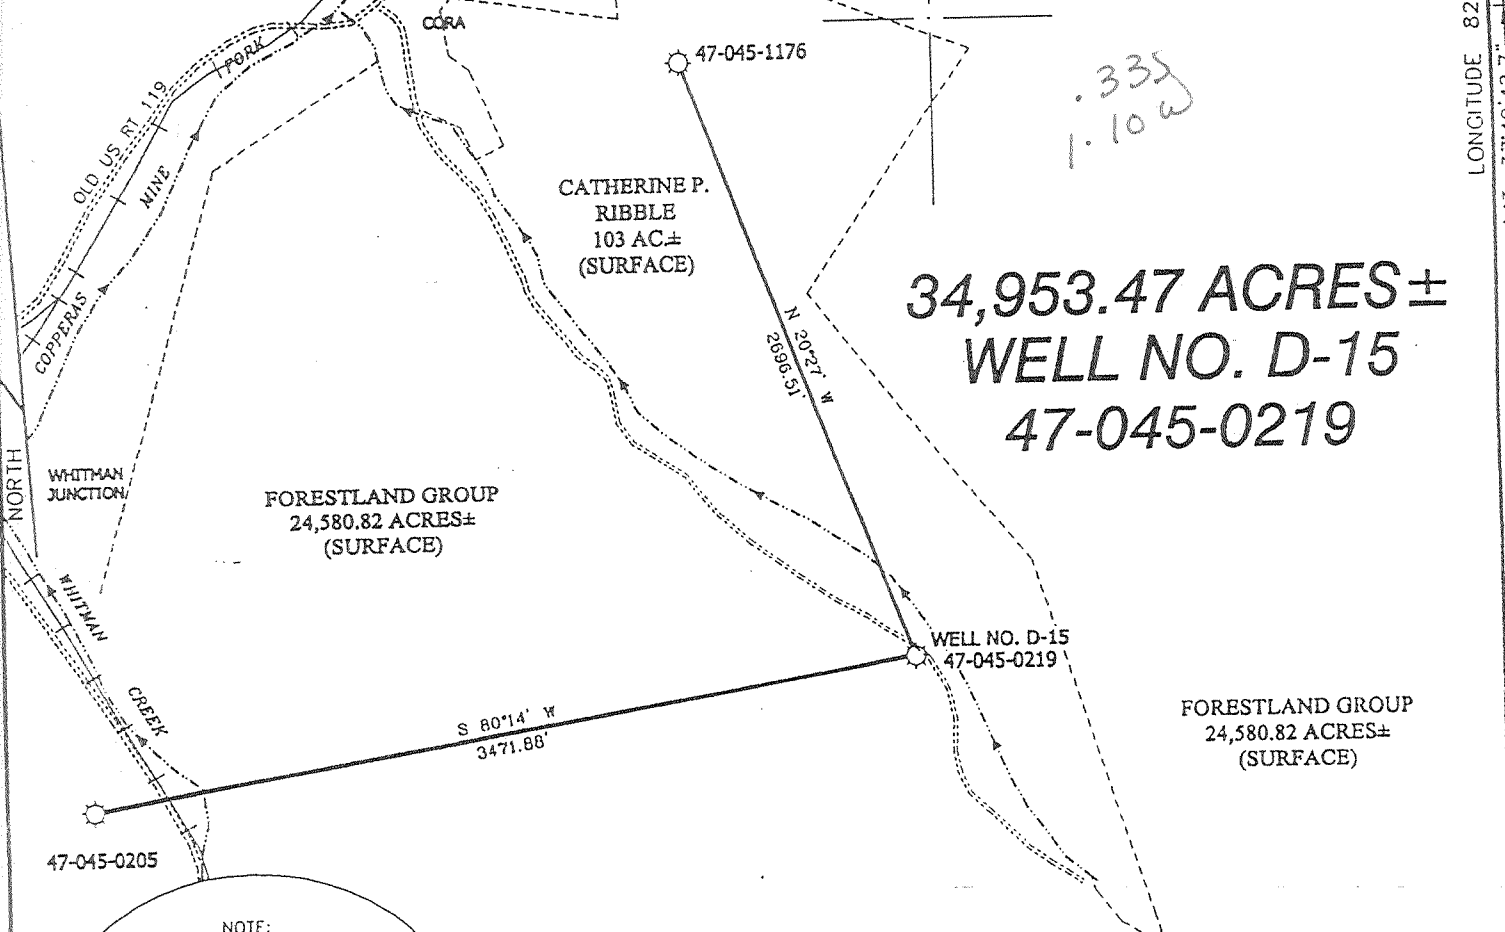 CORA
47-045-1176
.33S
1.10 W
LONGITUDE 82
FORK
OLD US RT 119
MINE
COPPERAS
CATHERINE P.
RIBBLE
103 AC.±
(SURFACE)
34,953.47 ACRES±
WELL NO. D-15
47-045-0219
N 20°27' W
2696.51'
NORTH
WHITMAN
JUNCTION
FORESTLAND GROUP
24,580.82 ACRES±
(SURFACE)
WHITMAN
CREEK
WELL NO. D-15
47-045-0219
S 80°14' W
3471.88'
FORESTLAND GROUP
24,580.82 ACRES±
(SURFACE)
47-045-0205
NOTE: